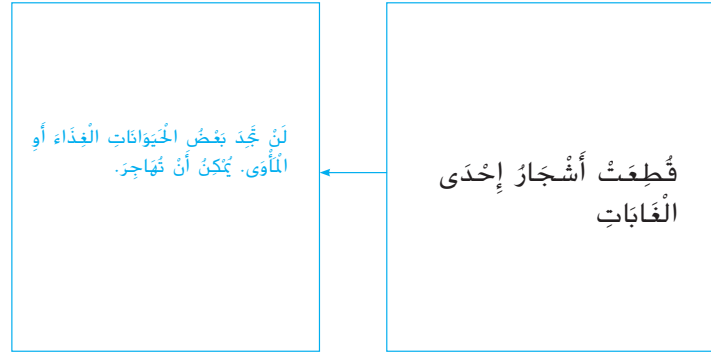 قُطِعَتْ أَشْجَارُ إِحْدَى
الْغَابَاتِ
لَنْ تَجِدَ بَعْضُ الْحَيَوَانَاتِ الْغِذَاءَ أَوِ
الْمَأْوَى. يُمْكِنُ أَنْ تُهَاجِرَ.